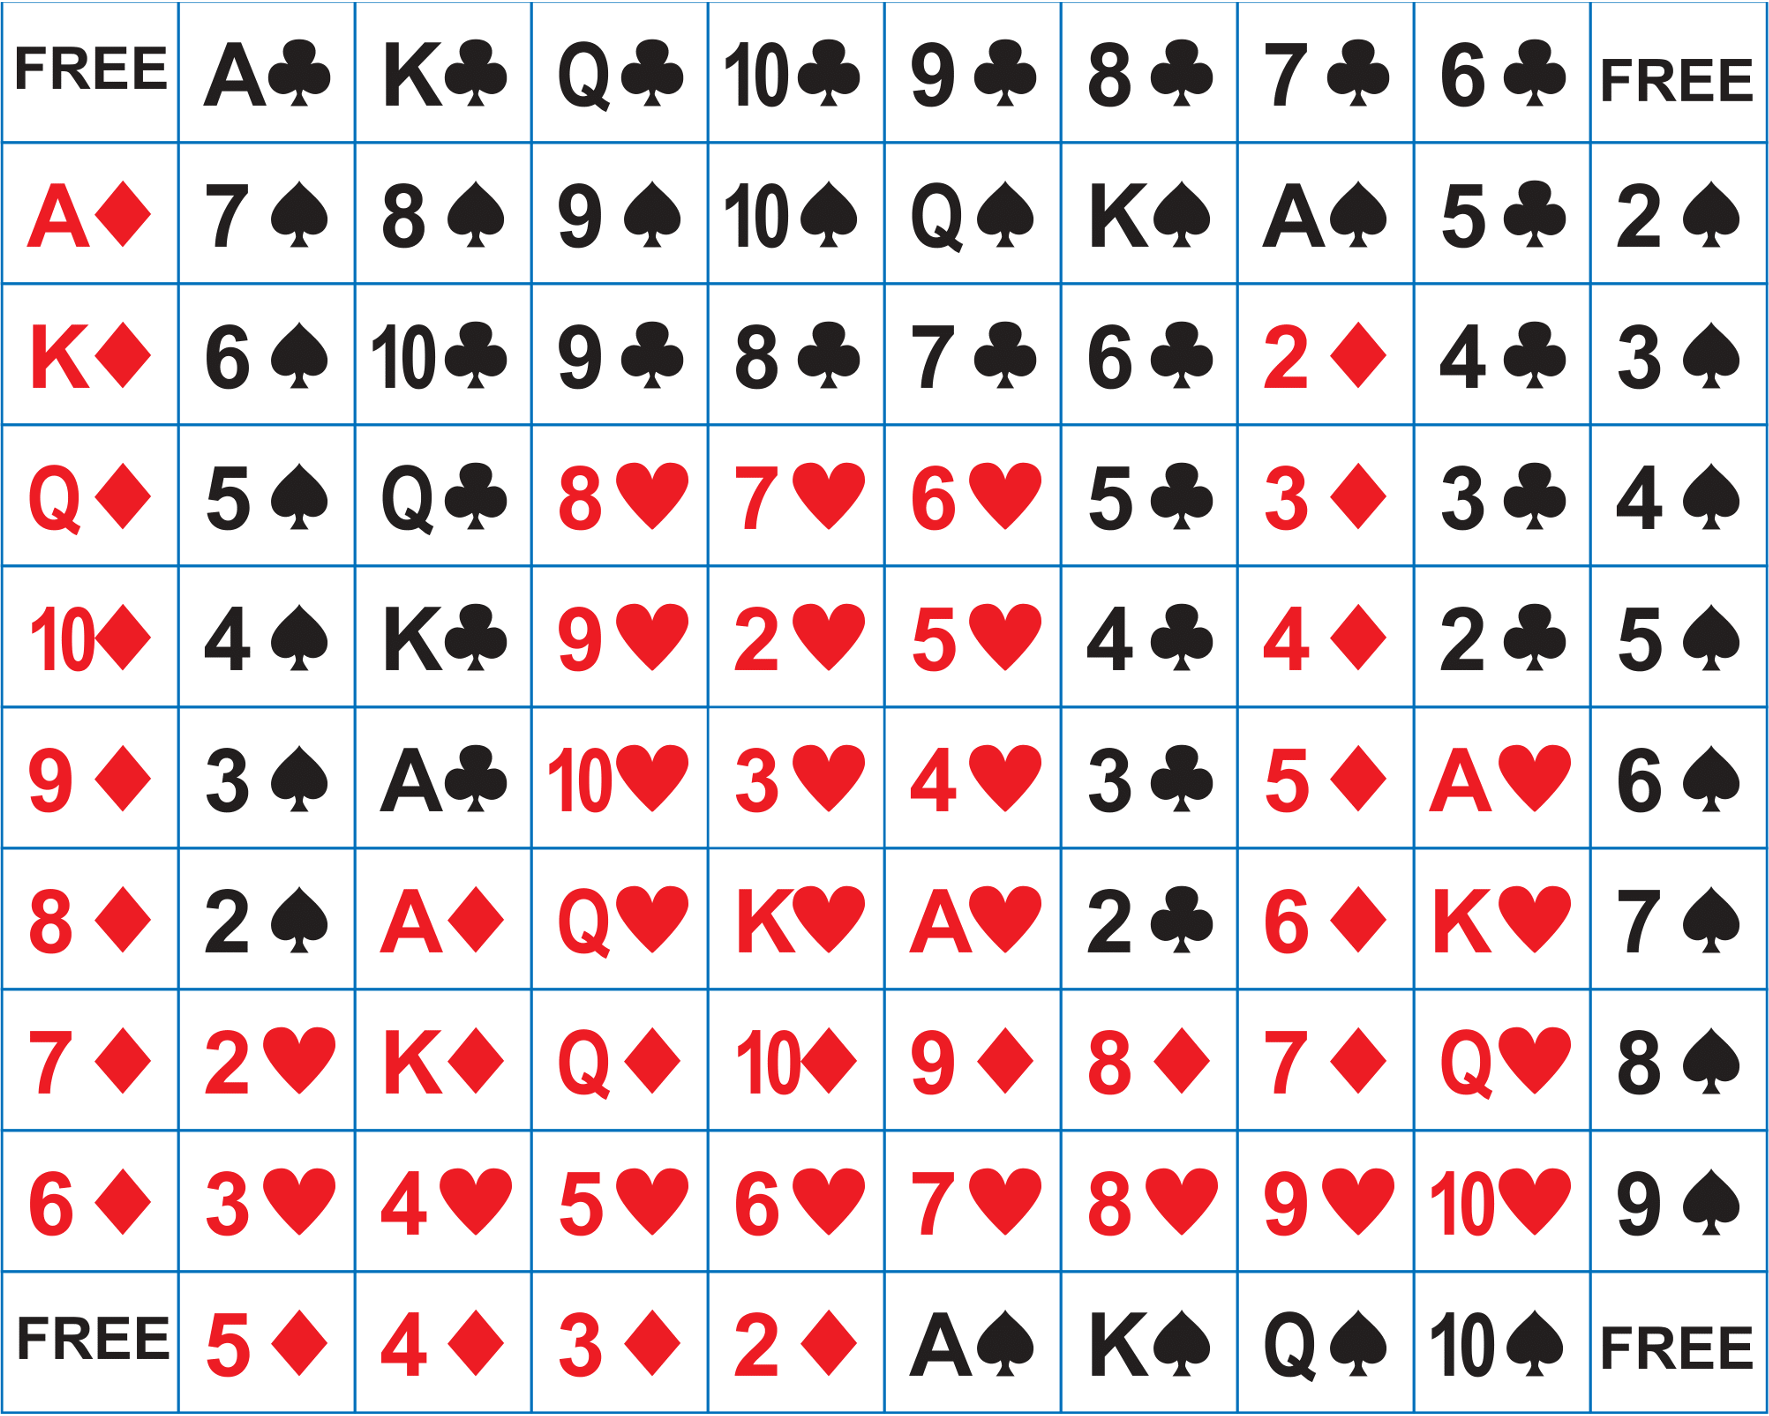 FREE A♣ K♣ Q♣ 10♣ 9♣ 8♣ 7♣ 6♣ FREE
A♦ 7♠ 8♠ 9♠ 10♠ Q♠ K♠ A♠ 5♣ 2♠
K♦ 6♠ 10♣ 9♣ 8♣ 7♣ 6♣ 2♦ 4♣ 3♠
Q♦ 5♠ Q♣ 8♥ 7♥ 6♥ 5♣ 3♦ 3♣ 4♠
10♦ 4♠ K♣ 9♥ 2♥ 5♥ 4♣ 4♦ 2♣ 5♠
9♦ 3♠ A♣ 10♥ 3♥ 4♥ 3♣ 5♦ A♥ 6♠
8♦ 2♠ A♦ Q♥ K♥ A♥ 2♣ 6♦ K♥ 7♠
7♦ 2♥ K♦ Q♦ 10♦ 9♦ 8♦ 7♦ Q♥ 8♠
6♦ 3♥ 4♥ 5♥ 6♥ 7♥ 8♥ 9♥ 10♥ 9♠
FREE 5♦ 4♦ 3♦ 2♦ A♠ K♠ Q♠ 10♠ FREE